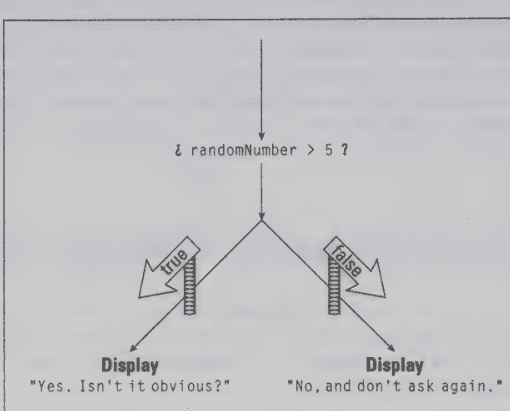 ¿ randomNumber > 5 ?
true
false
Display
"Yes. Isn't it obvious?"
Display
"No, and don't ask again."